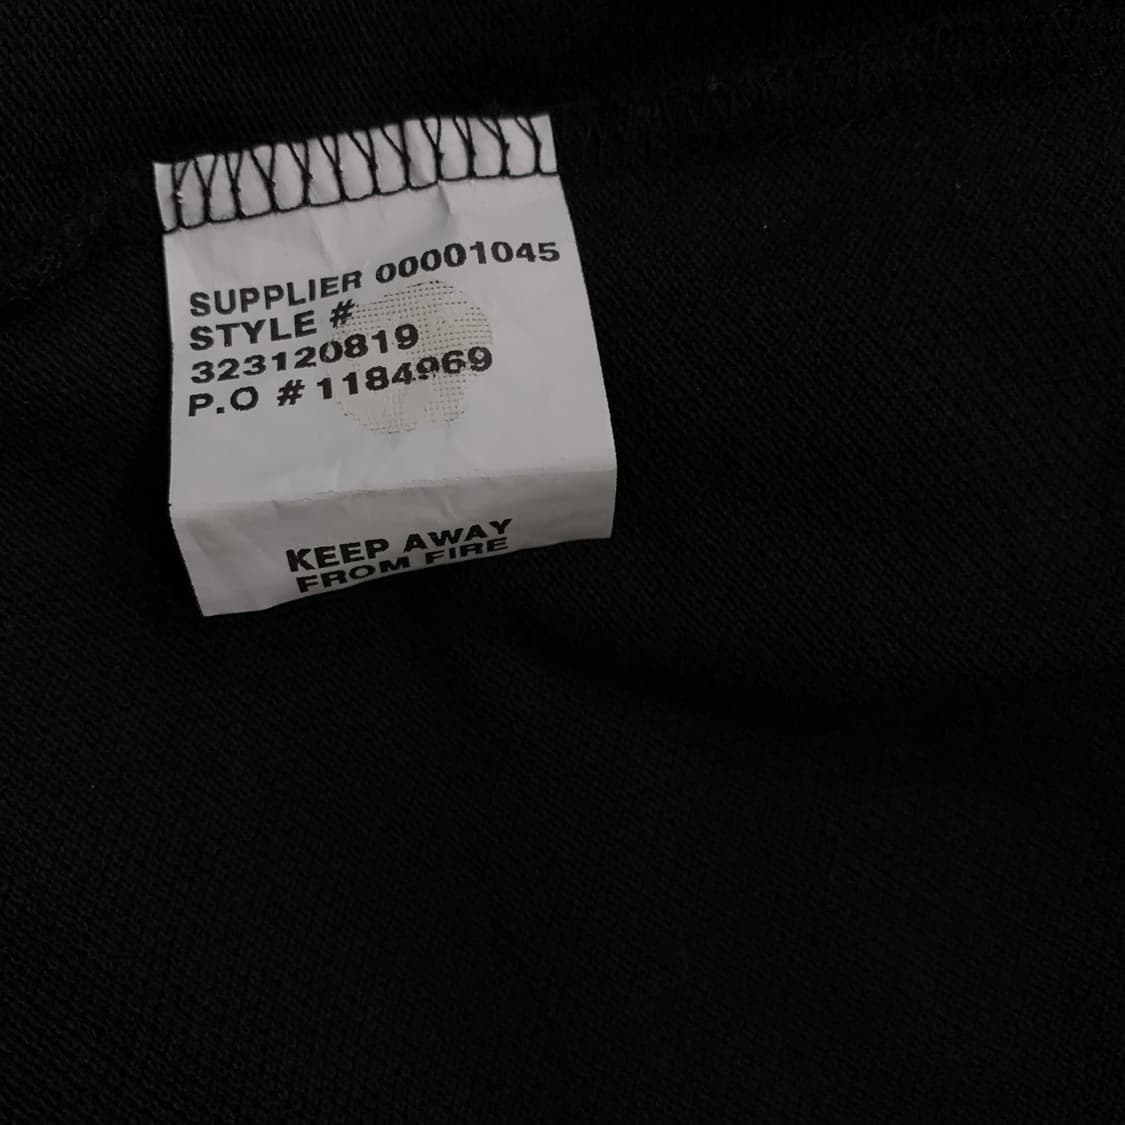 SUPPLIER 00001045
STYLE #
323120819
P.O # 1184969
KEEP AWAY
FROM FIRE